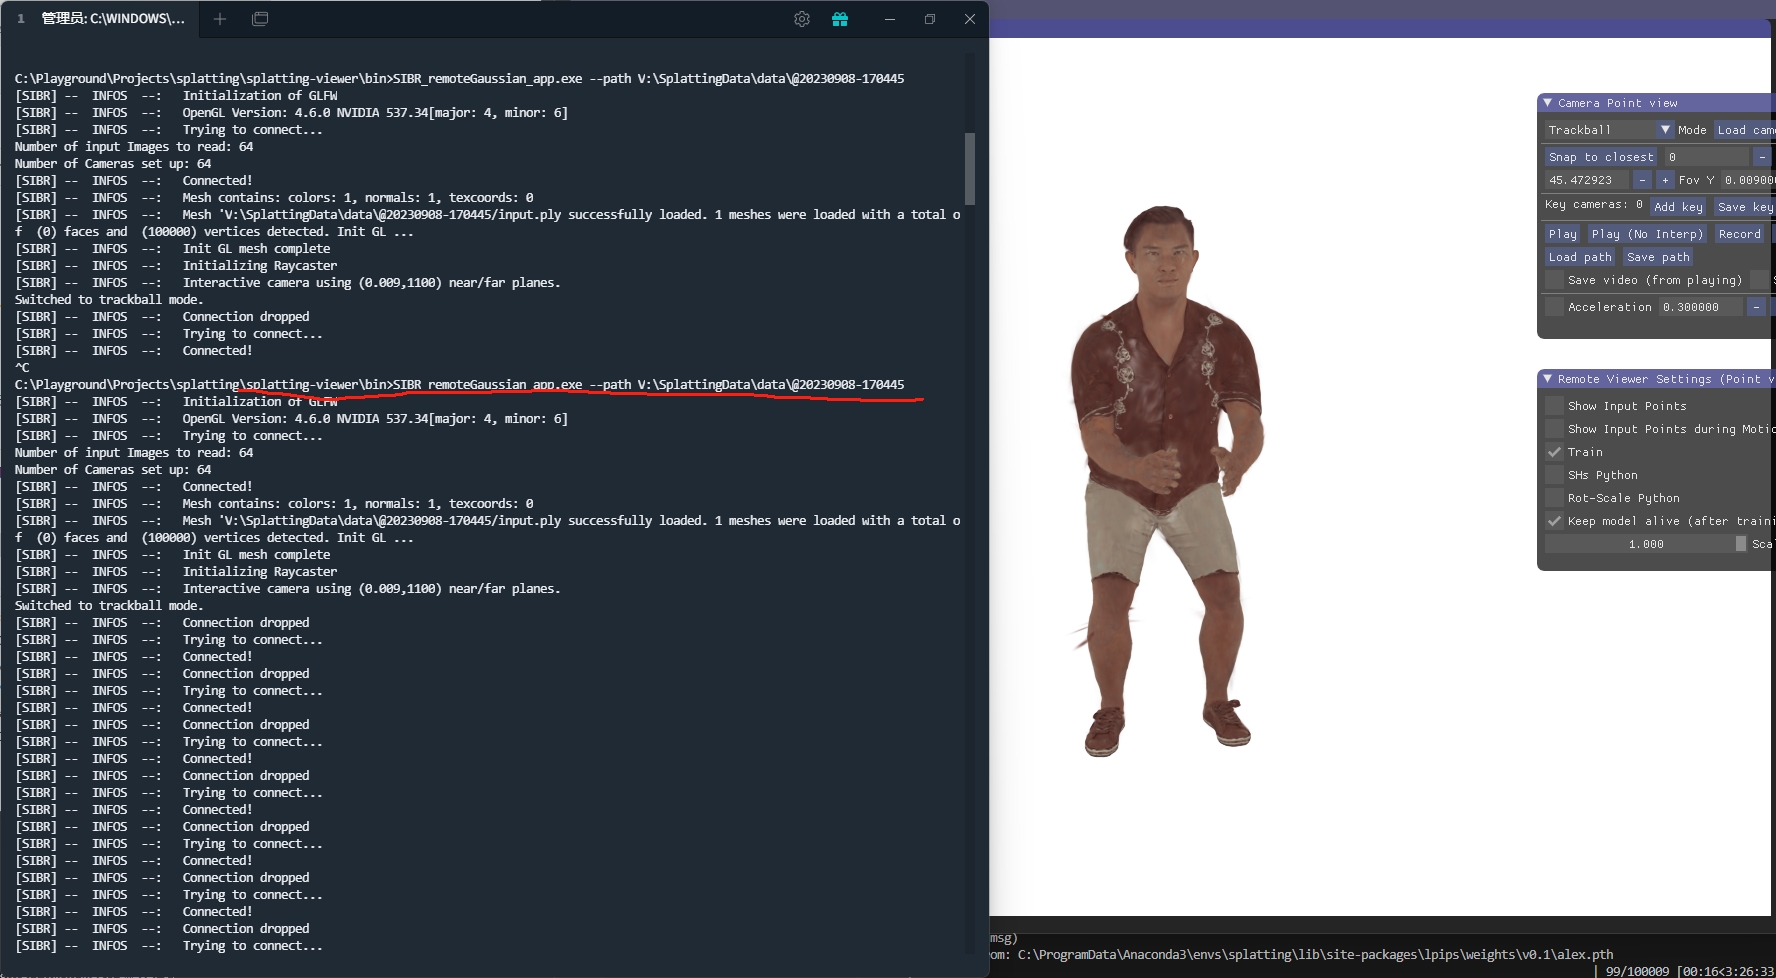 1 管理员: C:\WINDOWS\...
C:\Playground\Projects\splatting\splatting-viewer\bin>SIBR_remoteGaussian_app.exe --path V:\SplattingData\data\@20230908-170445
[SIBR] -- INFOS --: Initialization of GLFW
[SIBR] -- INFOS --: OpenGL Version: 4.6.0 NVIDIA 537.34[major: 4, minor: 6]
[SIBR] -- INFOS --: Trying to connect...
Number of input Images to read: 64
Number of Cameras set up: 64
[SIBR] -- INFOS --: Connected!
[SIBR] -- INFOS --: Mesh contains: colors: 1, normals: 1, texcoords: 0
[SIBR] -- INFOS --: Mesh 'V:\SplattingData\data\@20230908-170445/input.ply successfully loaded. 1 meshes were loaded with a total o
f (0) faces and (100000) vertices detected. Init GL ...
[SIBR] -- INFOS --: Init GL mesh complete
[SIBR] -- INFOS --: Initializing Raycaster
[SIBR] -- INFOS --: Interactive camera using (0.009,1100) near/far planes.
Switched to trackball mode.
[SIBR] -- INFOS --: Connection dropped
[SIBR] -- INFOS --: Trying to connect...
[SIBR] -- INFOS --: Connected!
^C
C:\Playground\Projects\splatting\splatting-viewer\bin>SIBR_remoteGaussian_app.exe --path V:\SplattingData\data\@20230908-170445
[SIBR] -- INFOS --: Initialization of GLFW
[SIBR] -- INFOS --: OpenGL Version: 4.6.0 NVIDIA 537.34[major: 4, minor: 6]
[SIBR] -- INFOS --: Trying to connect...
Number of input Images to read: 64
Number of Cameras set up: 64
[SIBR] -- INFOS --: Connected!
[SIBR] -- INFOS --: Mesh contains: colors: 1, normals: 1, texcoords: 0
[SIBR] -- INFOS --: Mesh 'V:\SplattingData\data\@20230908-170445/input.ply successfully loaded. 1 meshes were loaded with a total o
f (0) faces and (100000) vertices detected. Init GL ...
[SIBR] -- INFOS --: Init GL mesh complete
[SIBR] -- INFOS --: Initializing Raycaster
[SIBR] -- INFOS --: Interactive camera using (0.009,1100) near/far planes.
Switched to trackball mode.
[SIBR] -- INFOS --: Connection dropped
[SIBR] -- INFOS --: Trying to connect...
[SIBR] -- INFOS --: Connected!
[SIBR] -- INFOS --: Connection dropped
[SIBR] -- INFOS --: Trying to connect...
[SIBR] -- INFOS --: Connected!
[SIBR] -- INFOS --: Connection dropped
[SIBR] -- INFOS --: Trying to connect...
[SIBR] -- INFOS --: Connected!
[SIBR] -- INFOS --: Connection dropped
[SIBR] -- INFOS --: Trying to connect...
[SIBR] -- INFOS --: Connected!
[SIBR] -- INFOS --: Connection dropped
[SIBR] -- INFOS --: Trying to connect...
[SIBR] -- INFOS --: Connected!
[SIBR] -- INFOS --: Connection dropped
[SIBR] -- INFOS --: Trying to connect...
[SIBR] -- INFOS --: Connected!
[SIBR] -- INFOS --: Connection dropped
[SIBR] -- INFOS --: Trying to connect...
Camera Point view
Trackball Mode Load cam
Snap to closest 0 -
45.472923 - + Fov Y 0.00900
Key cameras: 0 Add key Save key
Play Play (No Interp) Record
Load path Save path
Save video (from playing)
Acceleration 0.300000 -
Remote Viewer Settings (Point v
Show Input Points
Show Input Points during Motio
Train
SHs Python
Rot-Scale Python
Keep model alive (after traini
1.000 Sca
msg)
om: C:\ProgramData\Anaconda3\envs\splatting\lib\site-packages\lpips\weights\v0.1\alex.pth
| 99/100009 [00:16<3:26:33